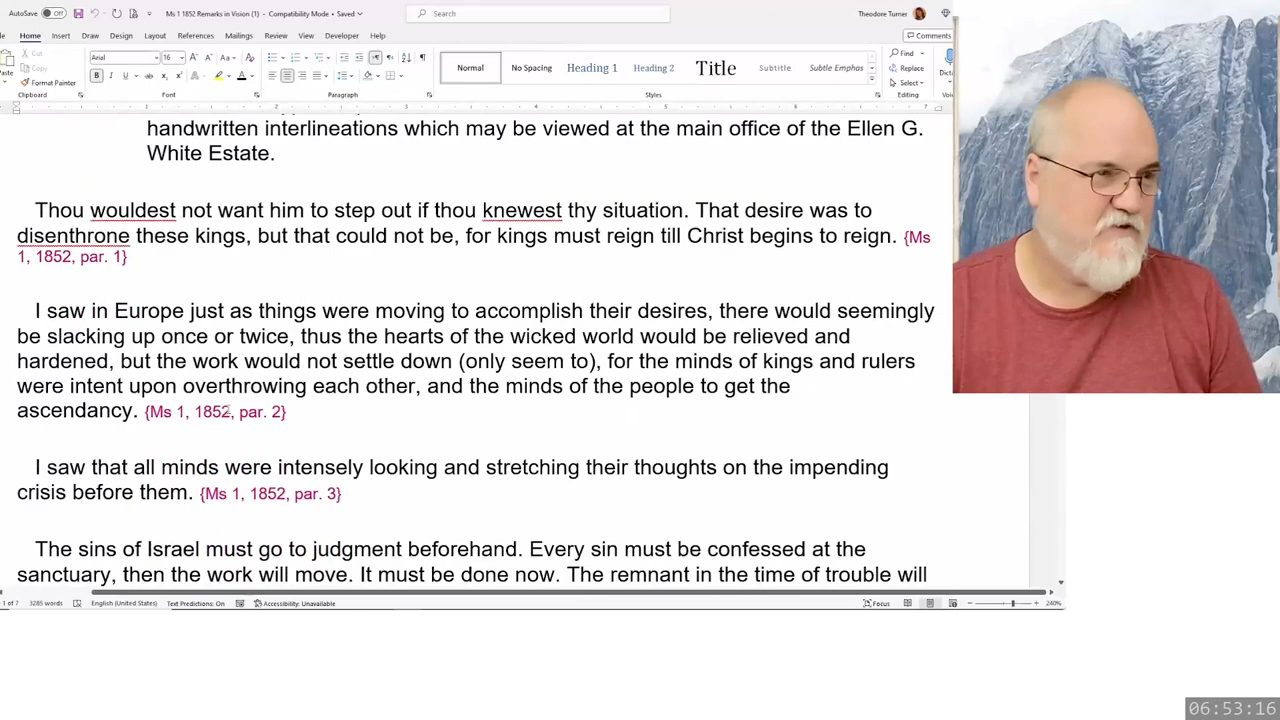 AutoSave Off Ms 1 1852 Remarks in Vision (1) - Compatibility Mode • Saved Search Theodore Turner
Home Insert Draw Design Layout References Mailings Review View Developer Help Comments
Cut
Copy
Format Painter
Clipboard
Arial 16
Font
Paragraph
Normal No Spacing Heading 1 Heading 2 Title Subtitle Subtle Emphas
Styles
Find
Replace
Select
Editing
handwritten interlineations which may be viewed at the main office of the Ellen G.
White Estate.
Thou wouldest not want him to step out if thou knewest thy situation. That desire was to
disenthrone these kings, but that could not be, for kings must reign till Christ begins to reign. {Ms
1, 1852, par. 1}
I saw in Europe just as things were moving to accomplish their desires, there would seemingly
be slacking up once or twice, thus the hearts of the wicked world would be relieved and
hardened, but the work would not settle down (only seem to), for the minds of kings and rulers
were intent upon overthrowing each other, and the minds of the people to get the
ascendancy. {Ms 1, 1852, par. 2}
I saw that all minds were intensely looking and stretching their thoughts on the impending
crisis before them. {Ms 1, 1852, par. 3}
The sins of Israel must go to judgment beforehand. Every sin must be confessed at the
sanctuary, then the work will move. It must be done now. The remnant in the time of trouble will
1 of 7 3285 words English (United States) Text Predictions: On Accessibility: Unavailable Focus 240%
06:53:16